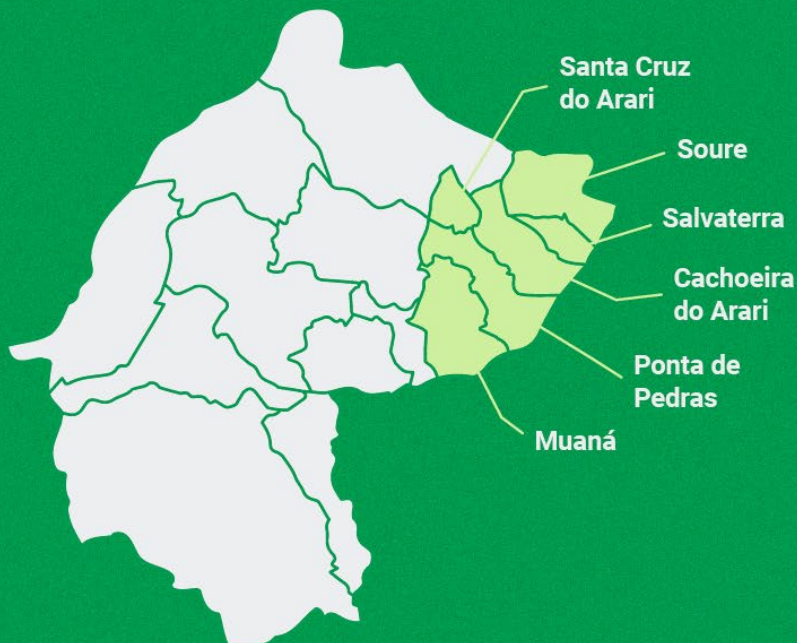 Santa Cruz
do Arari
Soure
Salvaterra
Cachoeira
do Arari
Ponta de
Pedras
Muaná